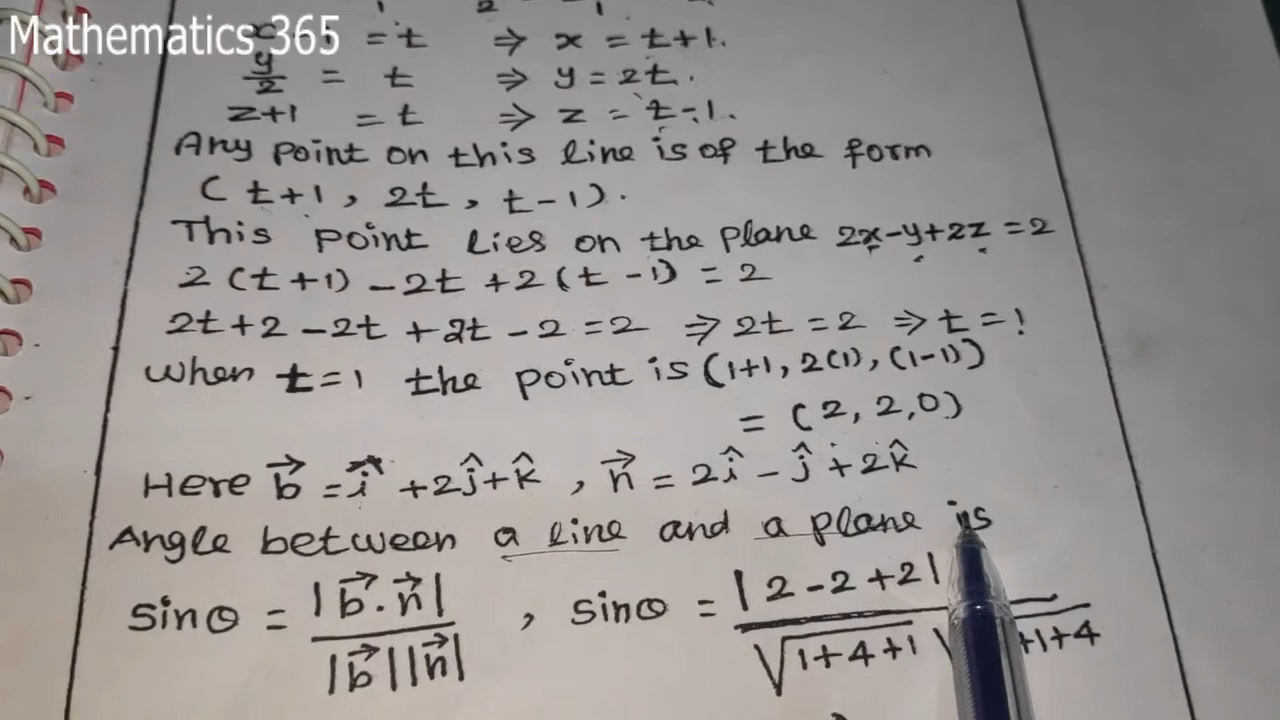 Mathematics 365
1 2 1
x = t ⇒ x = t+1.
y/2 = t ⇒ y = 2t.
z+1 = t ⇒ z = t-1.
Any point on this line is of the form
(t+1, 2t, t-1).
This point lies on the plane 2x-y+2z = 2
2(t+1) - 2t + 2(t-1) = 2
2t+2-2t+2t-2 = 2 ⇒ 2t = 2 ⇒ t = 1
when t=1 the point is (1+1, 2(1), (1-1))
= (2, 2, 0)
Here b⃗ = î + 2ĵ + k̂, n⃗ = 2î - ĵ + 2k̂
Angle between a line and a plane is
sinθ = |b⃗.n⃗| / |b⃗||n⃗| , sinθ = |2-2+2| / √1+4+1 √ +1+4